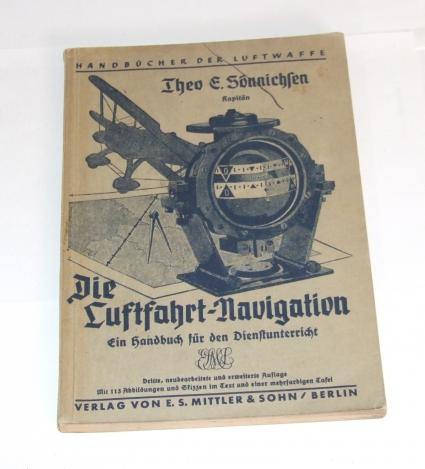 HANDBÜCHER DER LUFTWAFFE
Theo E. Sönnichsen
Kapitän
Die
Luftfahrt-Navigation
Ein Handbuch für den Dienstunterricht
Dritte, neubearbeitete und erweiterte Auflage
Mit 113 Abbildungen und Skizzen im Text und einer mehrfarbigen Tafel
VERLAG VON E. S. MITTLER & SOHN / BERLIN